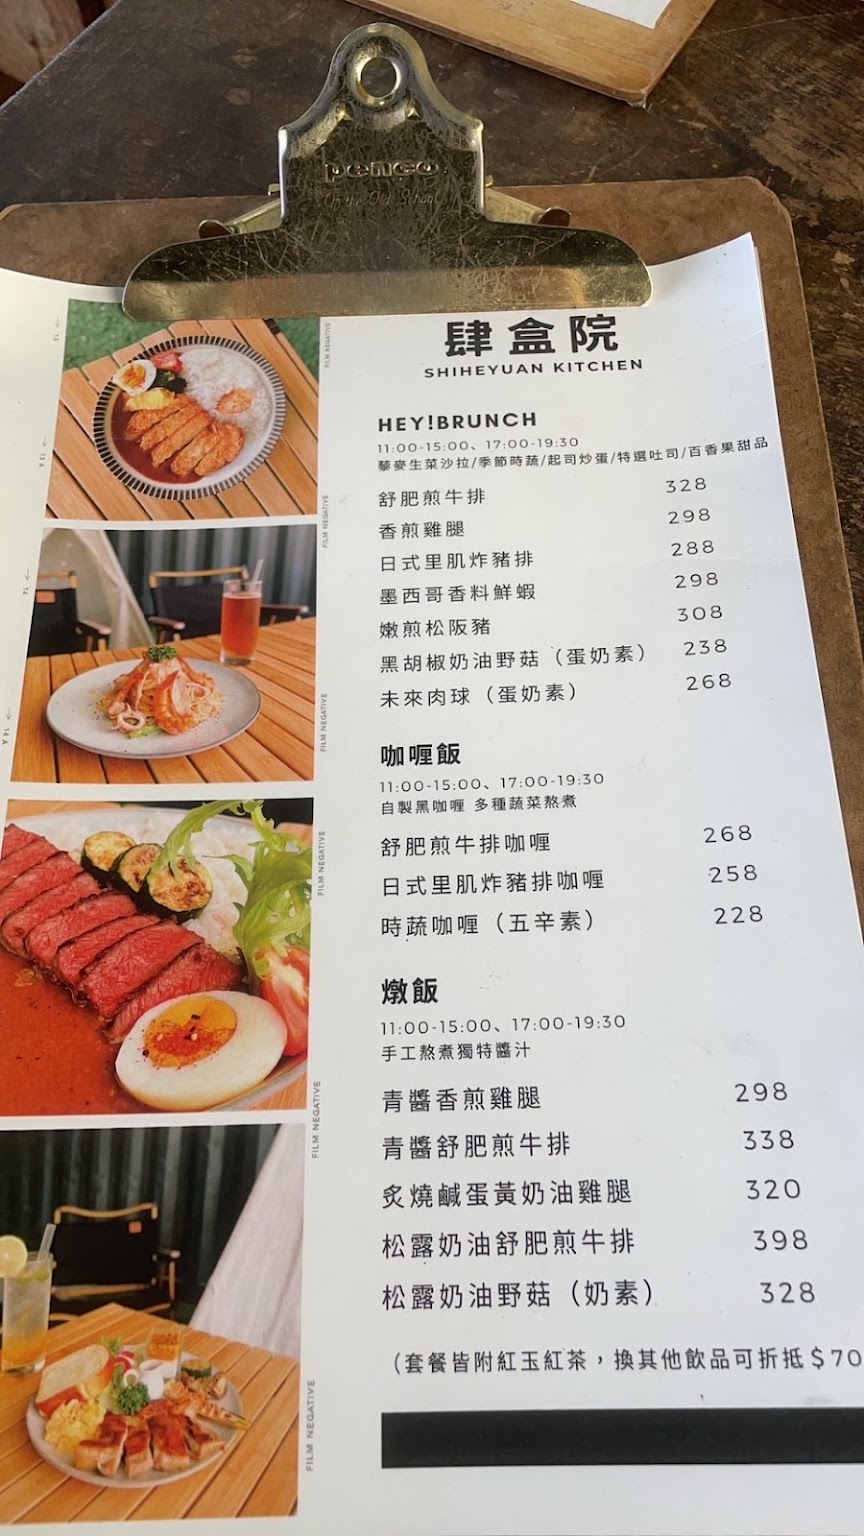 penco
On the Old School
肆盒院
SHIHEYUAN KITCHEN
HEY!BRUNCH
11:00-15:00、17:00-19:30
藜麥生菜沙拉/季節時蔬/起司炒蛋/特選吐司/百香果甜品
舒肥煎牛排 328
香煎雞腿 298
日式里肌炸豬排 288
墨西哥香料鮮蝦 298
嫩煎松阪豬 308
黑胡椒奶油野菇（蛋奶素） 238
未來肉球（蛋奶素） 268
咖喱飯
11:00-15:00、17:00-19:30
自製黑咖喱 多種蔬菜熬煮
舒肥煎牛排咖喱 268
日式里肌炸豬排咖喱 258
時蔬咖喱（五辛素） 228
燉飯
11:00-15:00、17:00-19:30
手工熬煮獨特醬汁
青醬香煎雞腿 298
青醬舒肥煎牛排 338
炙燒鹹蛋黃奶油雞腿 320
松露奶油舒肥煎牛排 398
松露奶油野菇（奶素） 328
（套餐皆附紅玉紅茶，換其他飲品可折抵＄70
FILM NEGATIVE
FILM NEGATIVE
FILM NEGATIVE
FILM NEGATIVE
FILM NEGATIVE
FILM NEGATIVE
13
13 A
14
14 A